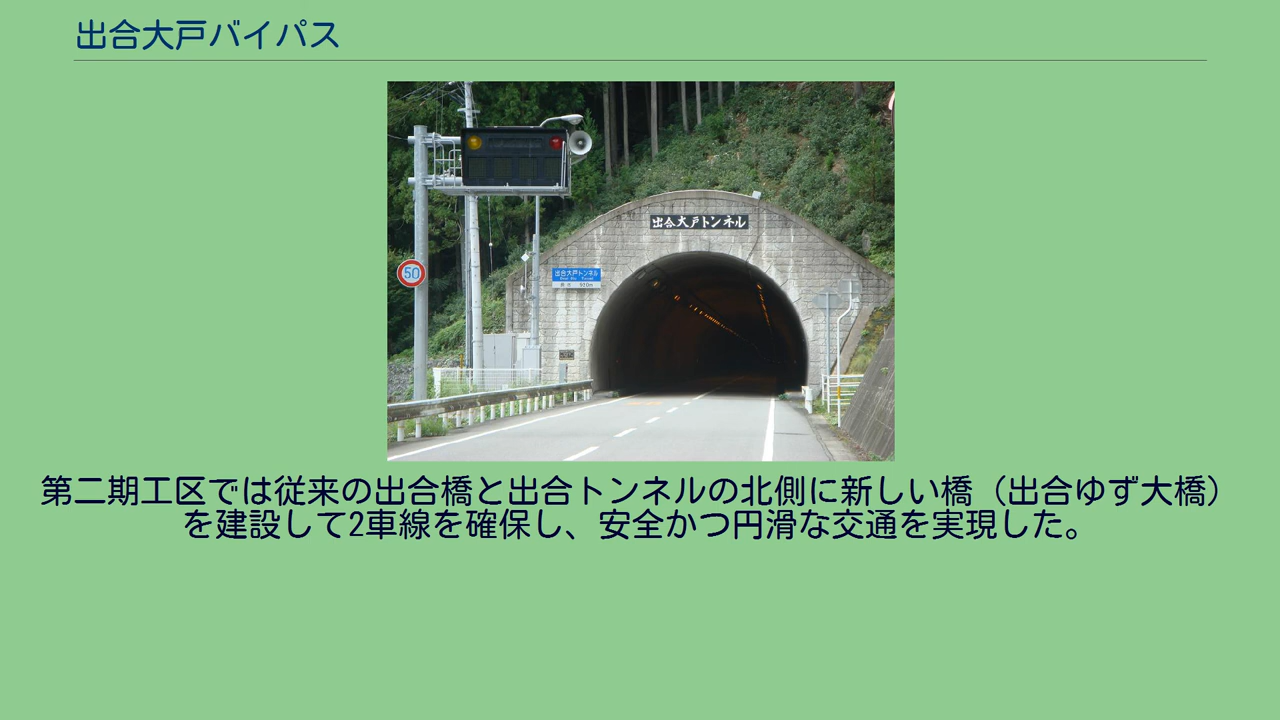 出合大戸バイパス
出合大戸トンネル
出合大戸トンネル
50
第二期工区では従来の出合橋と出合トンネルの北側に新しい橋（出合ゆず大橋）
を建設して2車線を確保し、安全かつ円滑な交通を実現した。